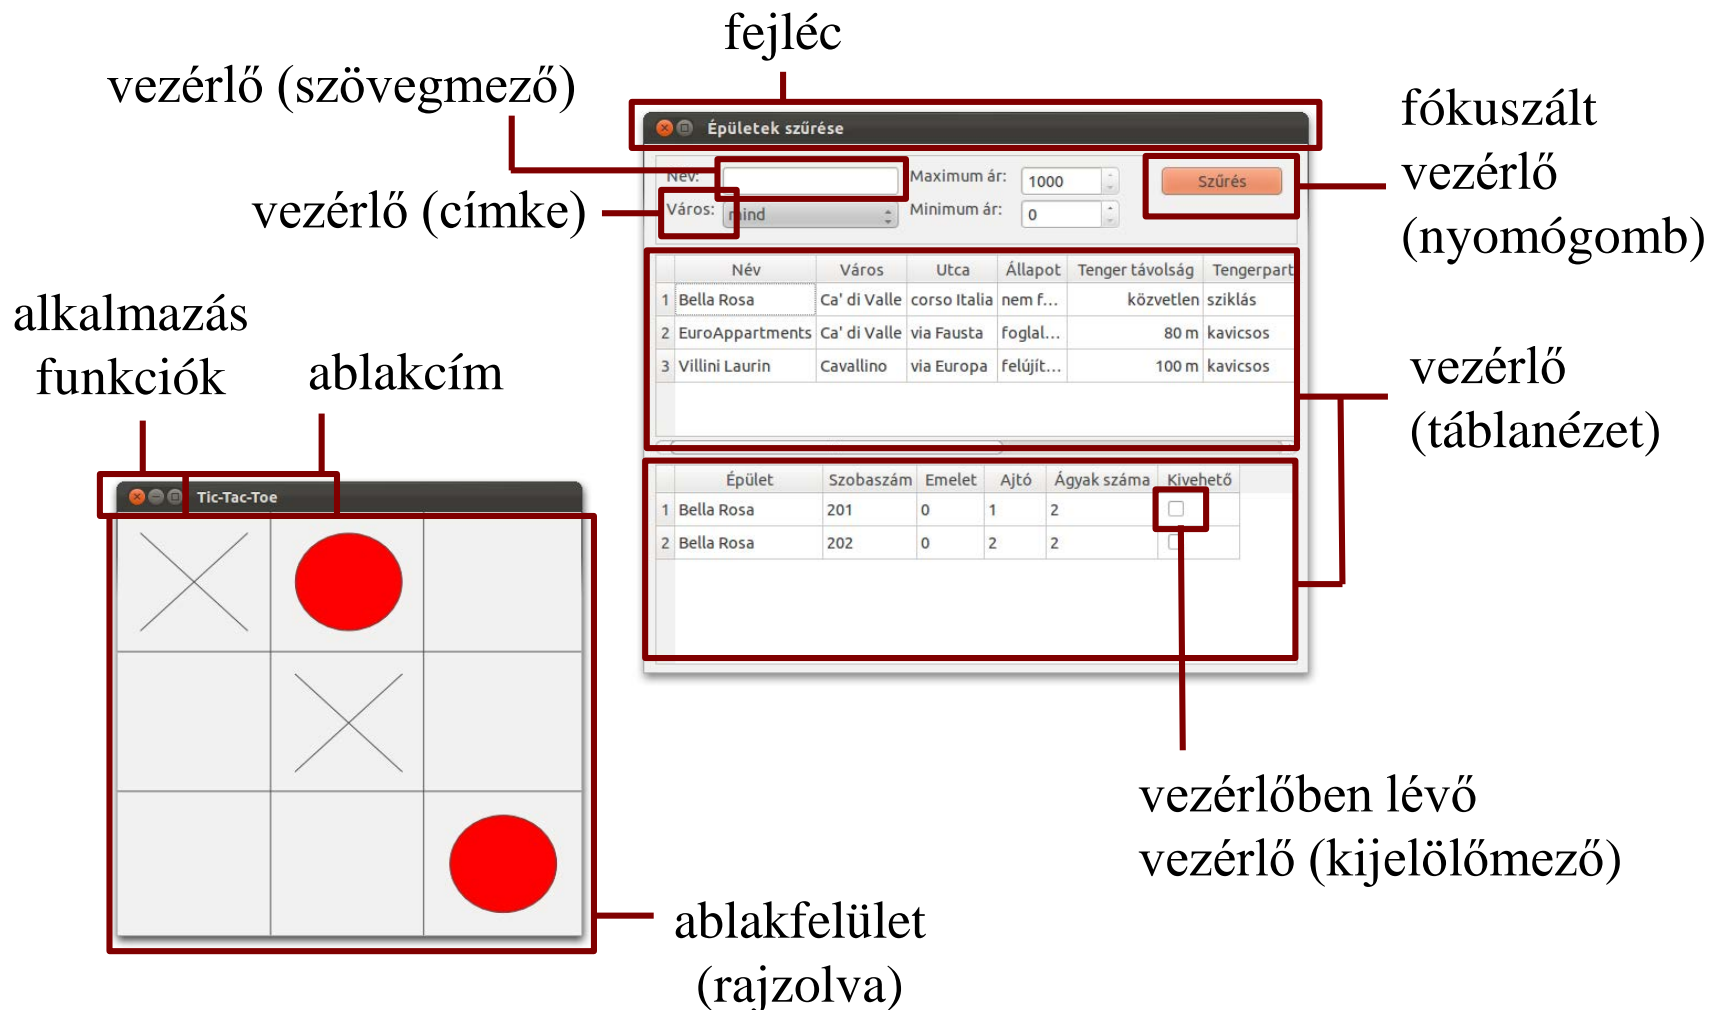 fejléc
vezérlő (szövegmező)
fókuszált
vezérlő
(nyomógomb)
vezérlő (címke)
Épületek szűrése
Név:
Maximum ár: 1000
Szűrés
Város: mind
Minimum ár: 0
Név Város Utca Állapot Tenger távolság Tengerpart
1 Bella Rosa Ca' di Valle corso Italia nem f... közvetlen sziklás
2 EuroAppartments Ca' di Valle via Fausta foglal... 80 m kavicsos
3 Villini Laurin Cavallino via Europa felújít... 100 m kavicsos
alkalmazás
funkciók
ablakcím
vezérlő
(táblanézet)
Épület Szobaszám Emelet Ajtó Ágyak száma Kivehető
1 Bella Rosa 201 0 1 2
2 Bella Rosa 202 0 2 2
Tic-Tac-Toe
vezérlőben lévő
vezérlő (kijelölőmező)
ablakfelület
(rajzolva)